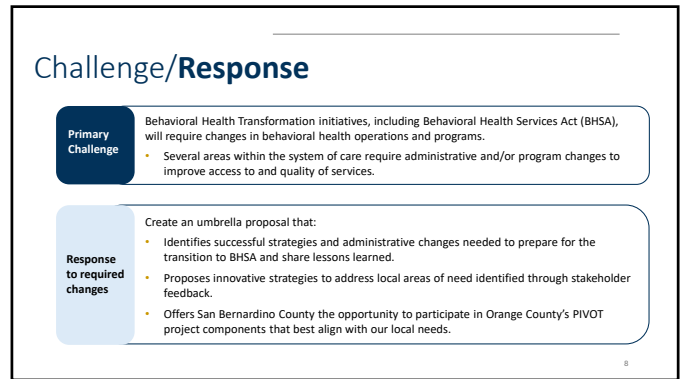 Challenge/Response
Primary
Challenge
Behavioral Health Transformation initiatives, including Behavioral Health Services Act (BHSA),
will require changes in behavioral health operations and programs.
• Several areas within the system of care require administrative and/or program changes to
improve access to and quality of services.
Response
to required
changes
Create an umbrella proposal that:
• Identifies successful strategies and administrative changes needed to prepare for the
transition to BHSA and share lessons learned.
• Proposes innovative strategies to address local areas of need identified through stakeholder
feedback.
• Offers San Bernardino County the opportunity to participate in Orange County's PIVOT
project components that best align with our local needs.
8